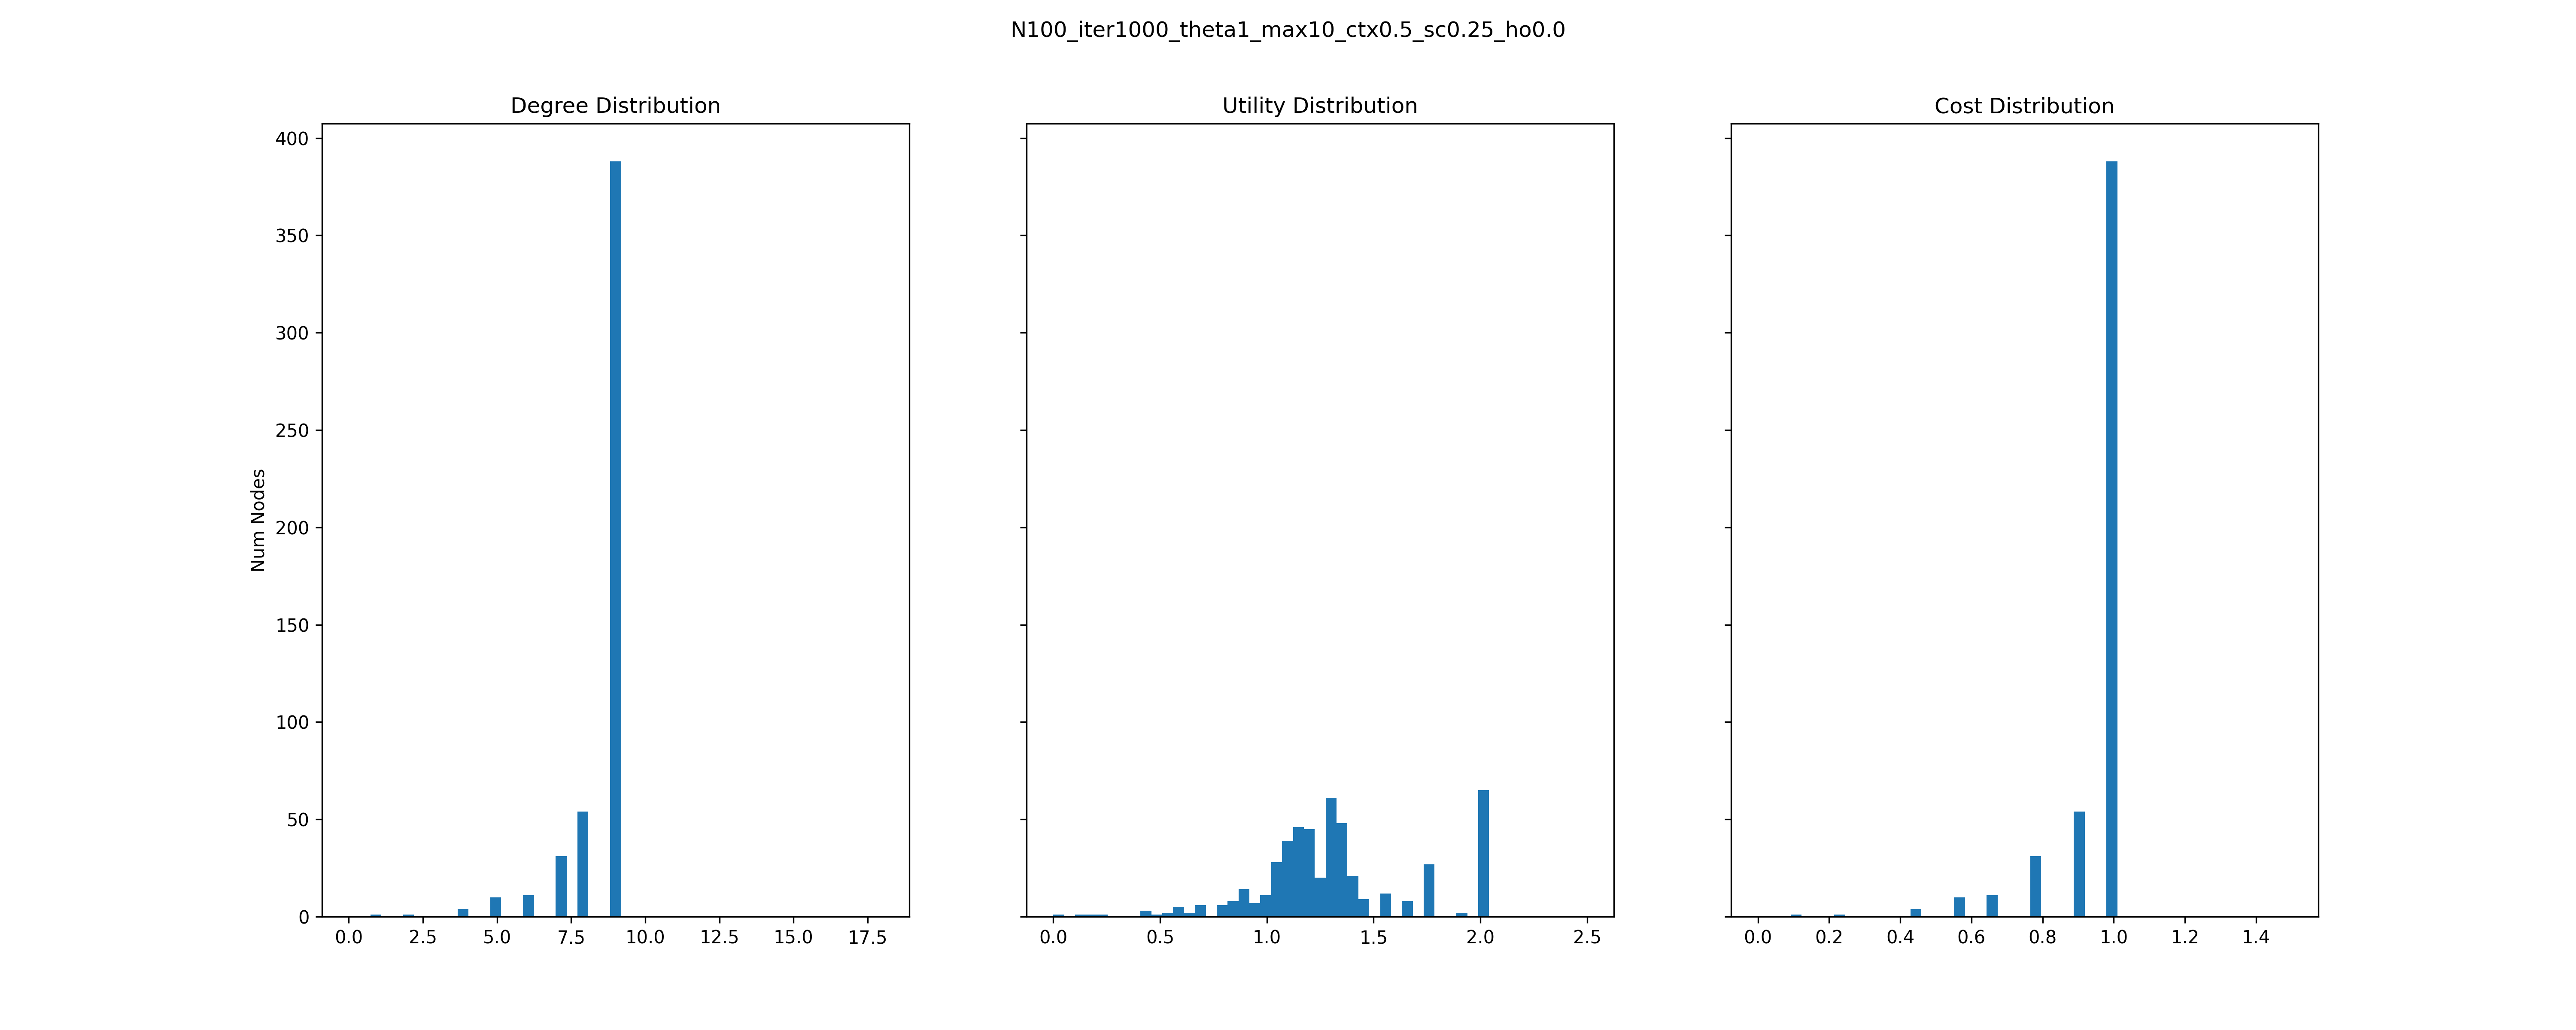 N100_iter1000_theta1_max10_ctx0.5_sc0.25_ho0.0
Degree Distribution
Utility Distribution
Cost Distribution
Num Nodes
400
350
300
250
200
150
100
50
0
0.0 2.5 5.0 7.5 10.0 12.5 15.0 17.5
0.0 0.5 1.0 1.5 2.0 2.5
0.0 0.2 0.4 0.6 0.8 1.0 1.2 1.4